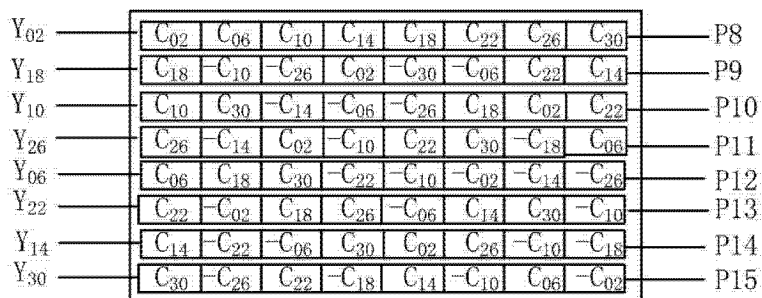 Y₀₂ C₀₂ C₀₆ C₁₀ C₁₄ C₁₈ C₂₂ C₂₆ C₃₀ P8
Y₁₈ C₁₈ -C₁₀ -C₂₆ C₀₂ -C₃₀ -C₀₆ C₂₂ C₁₄ P9
Y₁₀ C₁₀ C₃₀ -C₁₄ -C₀₆ -C₂₆ C₁₈ C₀₂ C₂₂ P10
Y₂₆ C₂₆ -C₁₄ C₀₂ -C₁₀ C₂₂ C₃₀ -C₁₈ C₀₆ P11
Y₀₆ C₀₆ C₁₈ C₃₀ -C₂₂ -C₁₀ -C₀₂ -C₁₄ -C₂₆ P12
Y₂₂ C₂₂ -C₀₂ C₁₈ C₂₆ -C₀₆ C₁₄ C₃₀ -C₁₀ P13
Y₁₄ C₁₄ -C₂₂ -C₀₆ C₃₀ C₀₂ C₂₆ -C₁₀ -C₁₈ P14
Y₃₀ C₃₀ -C₂₆ C₂₂ -C₁₈ C₁₄ -C₁₀ C₀₆ -C₀₂ P15